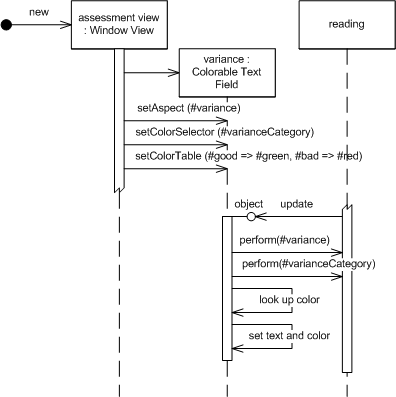 new
assessment view
: Window View
reading
variance :
Colorable Text
Field
setAspect (#variance)
setColorSelector (#varianceCategory)
setColorTable (#good => #green, #bad => #red)
object
update
perform(#variance)
perform(#varianceCategory)
look up color
set text and color